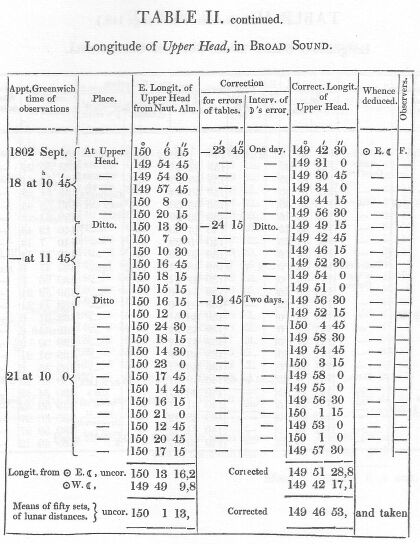 TABLE II. continued.
Longitude of Upper Head, in BROAD SOUND.
Appt. Greenwich time of observations | Place. | E. Longit. of Upper Head from Naut. Alm. | Correction for errors of tables. | Interv. of ☽'s error. | Correct. Longit. of Upper Head. | Whence deduced. | Observers.
° ′ ″ ′ ″ ° ′ ″
1802 Sept. At Upper Head. 150 6 15 —23 45 One day. 149 42 30 ⊙ E. ☾ F.
— 149 54 45 — — 149 31 0 — —
— 149 54 30 — — 149 30 45 — —
18 at 10 45 — 149 57 45 — — 149 34 0 — —
— 150 8 0 — — 149 44 15 — —
— 150 20 15 — — 149 56 30 — —
Ditto. 150 13 30 —24 15 Ditto. 149 49 15 — —
— 150 7 0 — — 149 42 45 — —
— 150 10 30 — — 149 46 15 — —
— at 11 45 — 150 16 45 — — 149 52 30 — —
— 150 18 15 — — 149 54 0 — —
— 150 15 15 — — 149 51 0 — —
Ditto 150 16 15 —19 45 Two days. 149 56 30 — —
— 150 12 0 — — 149 52 15 — —
— 150 24 30 — — 150 4 45 — —
— 150 18 15 — — 149 58 30 — —
— 150 14 30 — — 149 54 45 — —
— 150 23 0 — — 150 3 15 — —
21 at 10 0 — 150 17 45 — — 149 58 0 — —
— 150 14 45 — — 149 55 0 — —
— 150 16 15 — — 149 56 30 — —
— 150 21 0 — — 150 1 15 — —
— 150 12 45 — — 149 53 0 — —
— 150 20 45 — — 150 1 0 — —
— 150 17 15 — — 149 57 30 — —
Longit. from ⊙ E. ☾, uncor. 150 13 16,2 Corrected 149 51 28,8
⊙ W. ☾, 149 49 9,8 149 42 17,1
Means of fifty sets, of lunar distances. } uncor. 150 1 13, Corrected 149 46 53, and taken